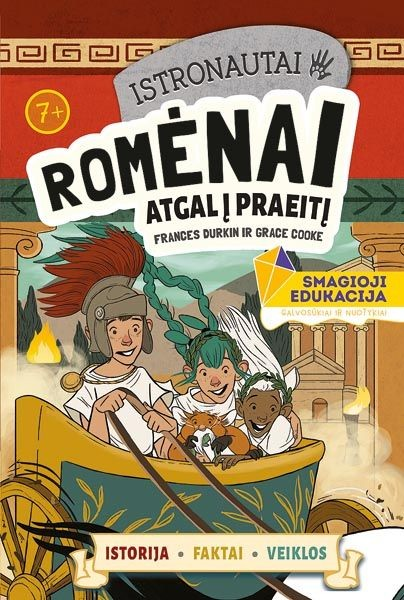 ISTRONAUTAI
7+
ROMĖNAI
ATGAL Į PRAEITĮ
FRANCES DURKIN IR GRACE COOKE
SMAGIOJI
EDUKACIJA
GALVOSŪKIAI IR NUOTYKIAI
ISTORIJA • FAKTAI • VEIKLOS